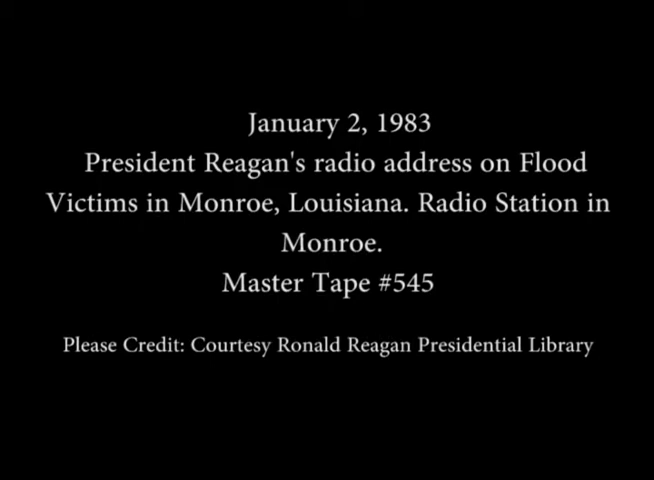 January 2, 1983
President Reagan's radio address on Flood
Victims in Monroe, Louisiana. Radio Station in
Monroe.
Master Tape #545
Please Credit: Courtesy Ronald Reagan Presidential Library